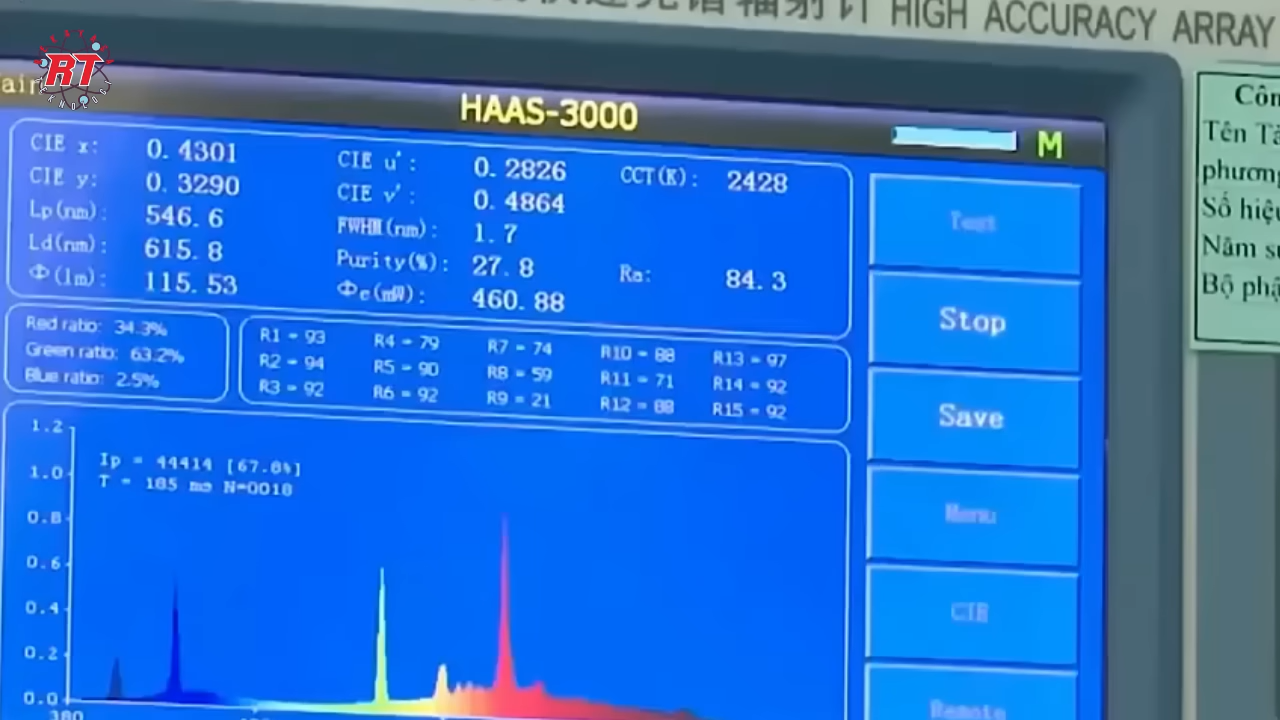 HIGH ACCURACY ARRAY
RT
HAAS-3000
M
CIE x: 0.4301 CIE u': 0.2826 CCT(K): 2428
CIE y: 0.3290 CIE v': 0.4864
Lp(nm): 546.6 FWHM(nm): 1.7
Ld(nm): 615.8 Purity(%): 27.8 Ra: 84.3
Φ(lm): 115.53 Φe(mW): 460.88
Red ratio: 34.3%
Green ratio: 63.2%
Blue ratio: 2.5%
R1 = 93 R4 = 79 R7 = 74 R10 = 88 R13 = 97
R2 = 94 R5 = 90 R8 = 59 R11 = 71 R14 = 92
R3 = 92 R6 = 92 R9 = 21 R12 = 88 R15 = 92
Ip = 44414 [67.8%]
T = 185 ms N=0018
1.2
1.0
0.8
0.6
0.4
0.2
0.0
380
Test
Stop
Save
Menu
CIE
Remote
Côn
Tên Tà
phương
Số hiệu
Năm
Bộ phậ